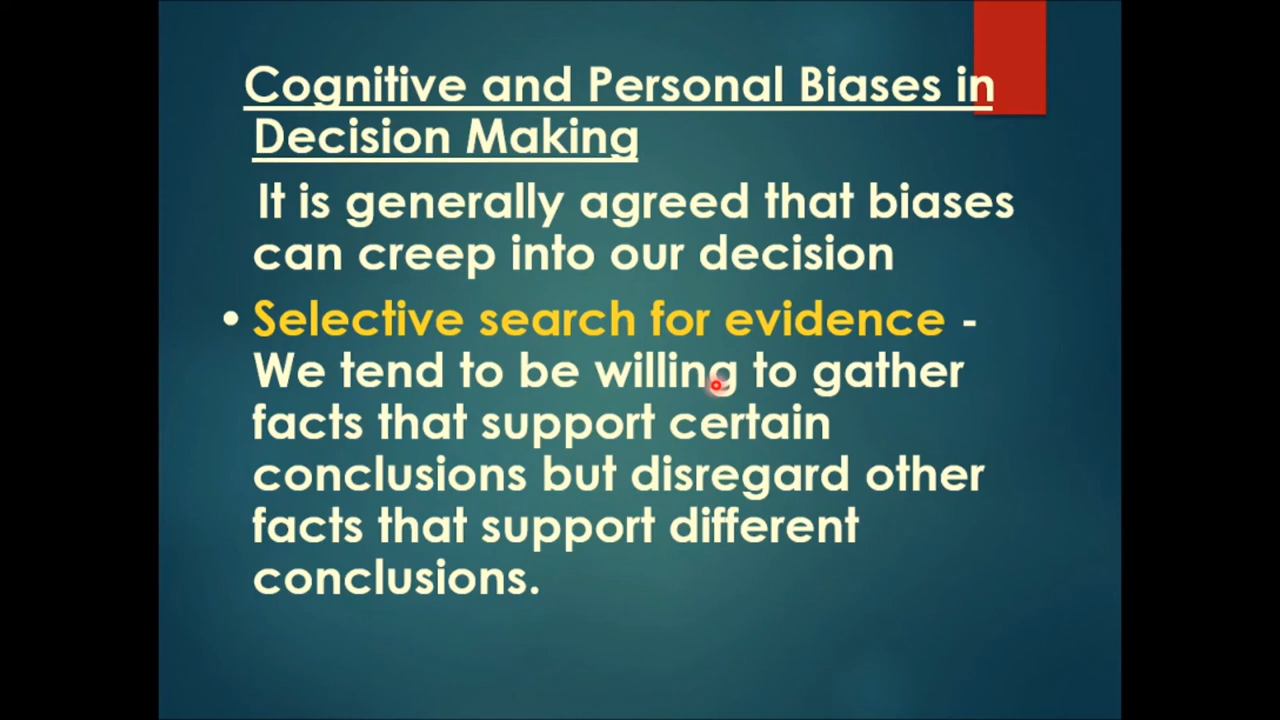 Cognitive and Personal Biases in
Decision Making
It is generally agreed that biases
can creep into our decision
• Selective search for evidence -
We tend to be willing to gather
facts that support certain
conclusions but disregard other
facts that support different
conclusions.